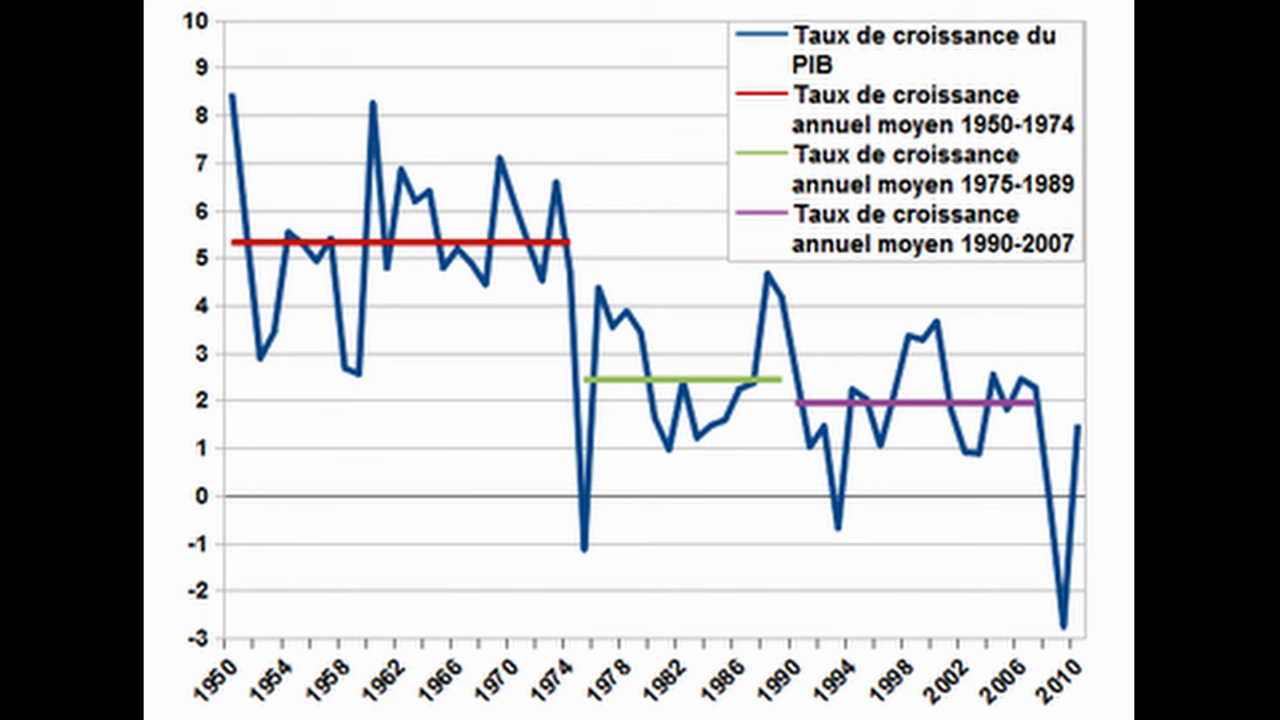 10
9
8
7
6
5
4
3
2
1
0
-1
-2
-3
Taux de croissance du
PIB
Taux de croissance
annuel moyen 1950-1974
Taux de croissance
annuel moyen 1975-1989
Taux de croissance
annuel moyen 1990-2007
1950 1954 1958 1962 1966 1970 1974 1978 1982 1986 1990 1994 1998 2002 2006 2010